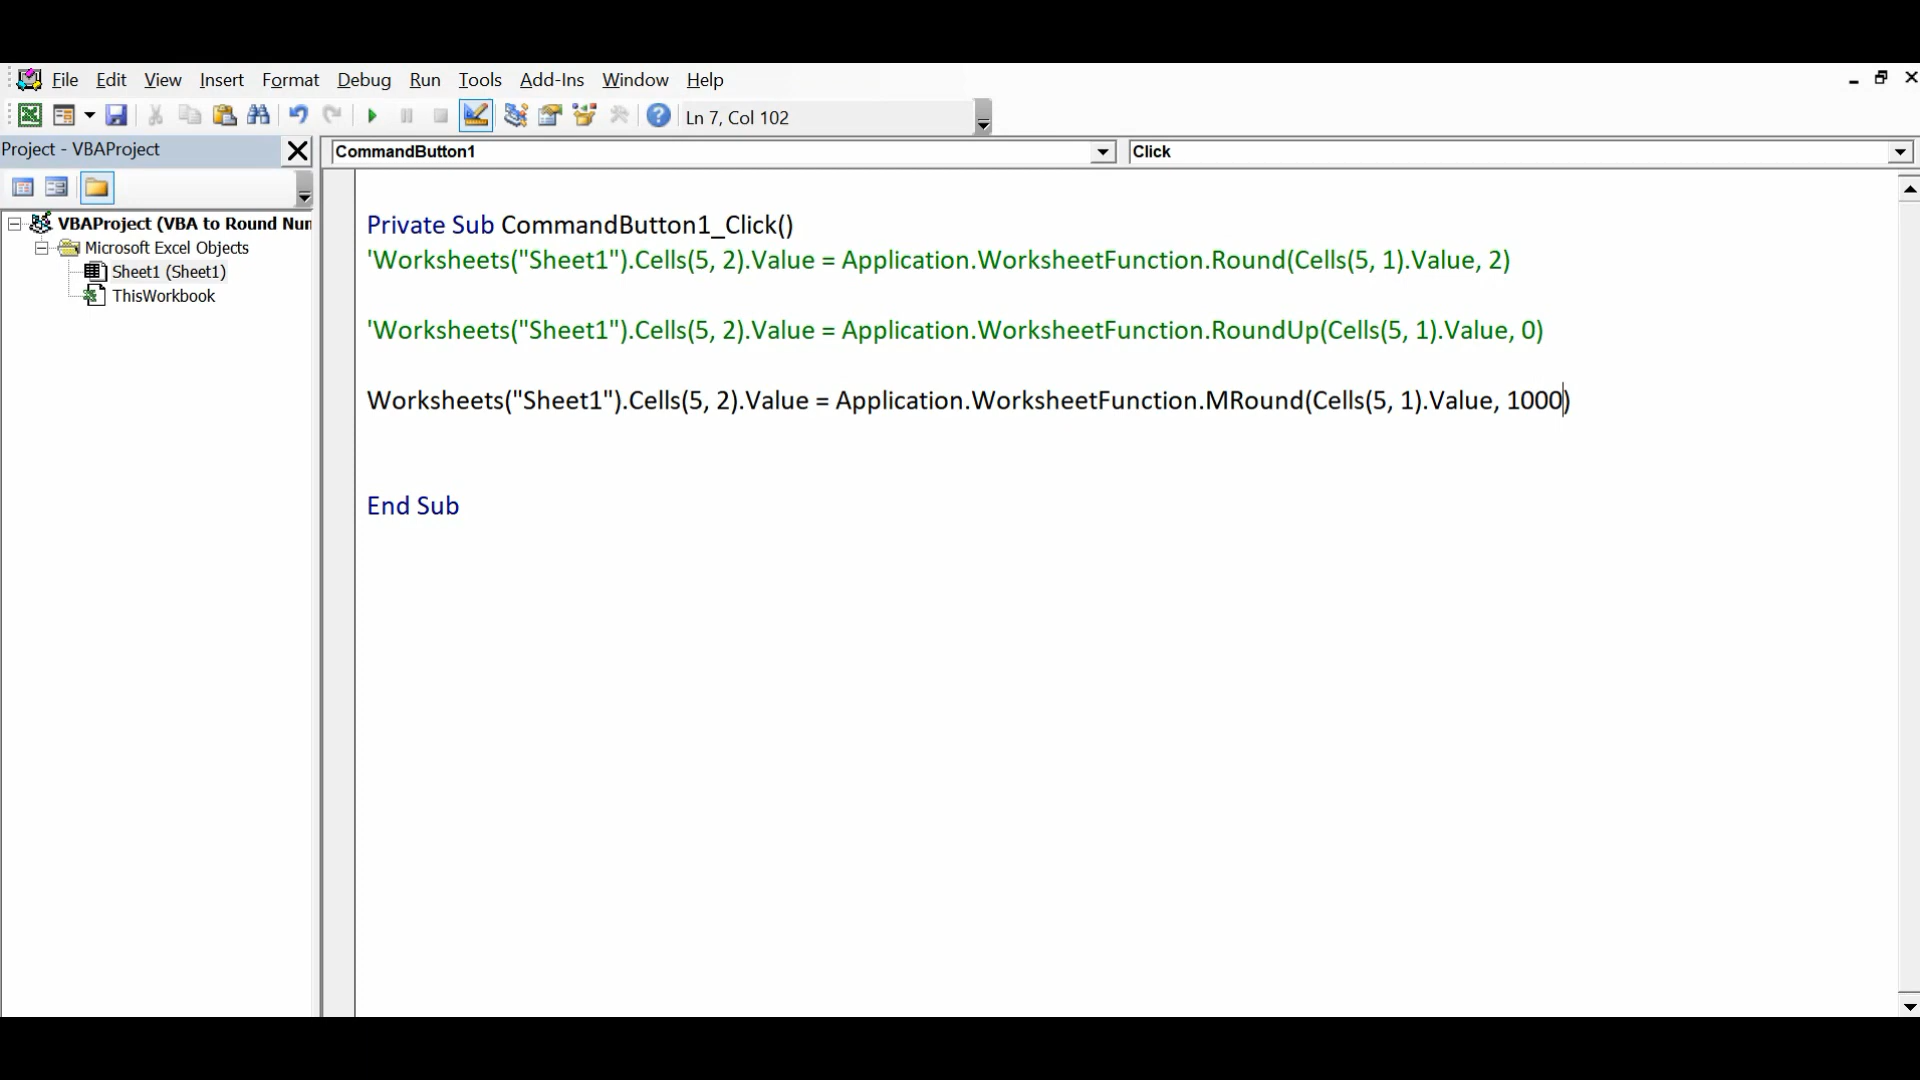 File Edit View Insert Format Debug Run Tools Add-Ins Window Help
Ln 7, Col 102
Project - VBAProject
CommandButton1
Click
VBAProject (VBA to Round Nu
Microsoft Excel Objects
Sheet1 (Sheet1)
ThisWorkbook
Private Sub CommandButton1_Click()
'Worksheets("Sheet1").Cells(5, 2).Value = Application.WorksheetFunction.Round(Cells(5, 1).Value, 2)
'Worksheets("Sheet1").Cells(5, 2).Value = Application.WorksheetFunction.RoundUp(Cells(5, 1).Value, 0)
Worksheets("Sheet1").Cells(5, 2).Value = Application.WorksheetFunction.MRound(Cells(5, 1).Value, 1000)
End Sub